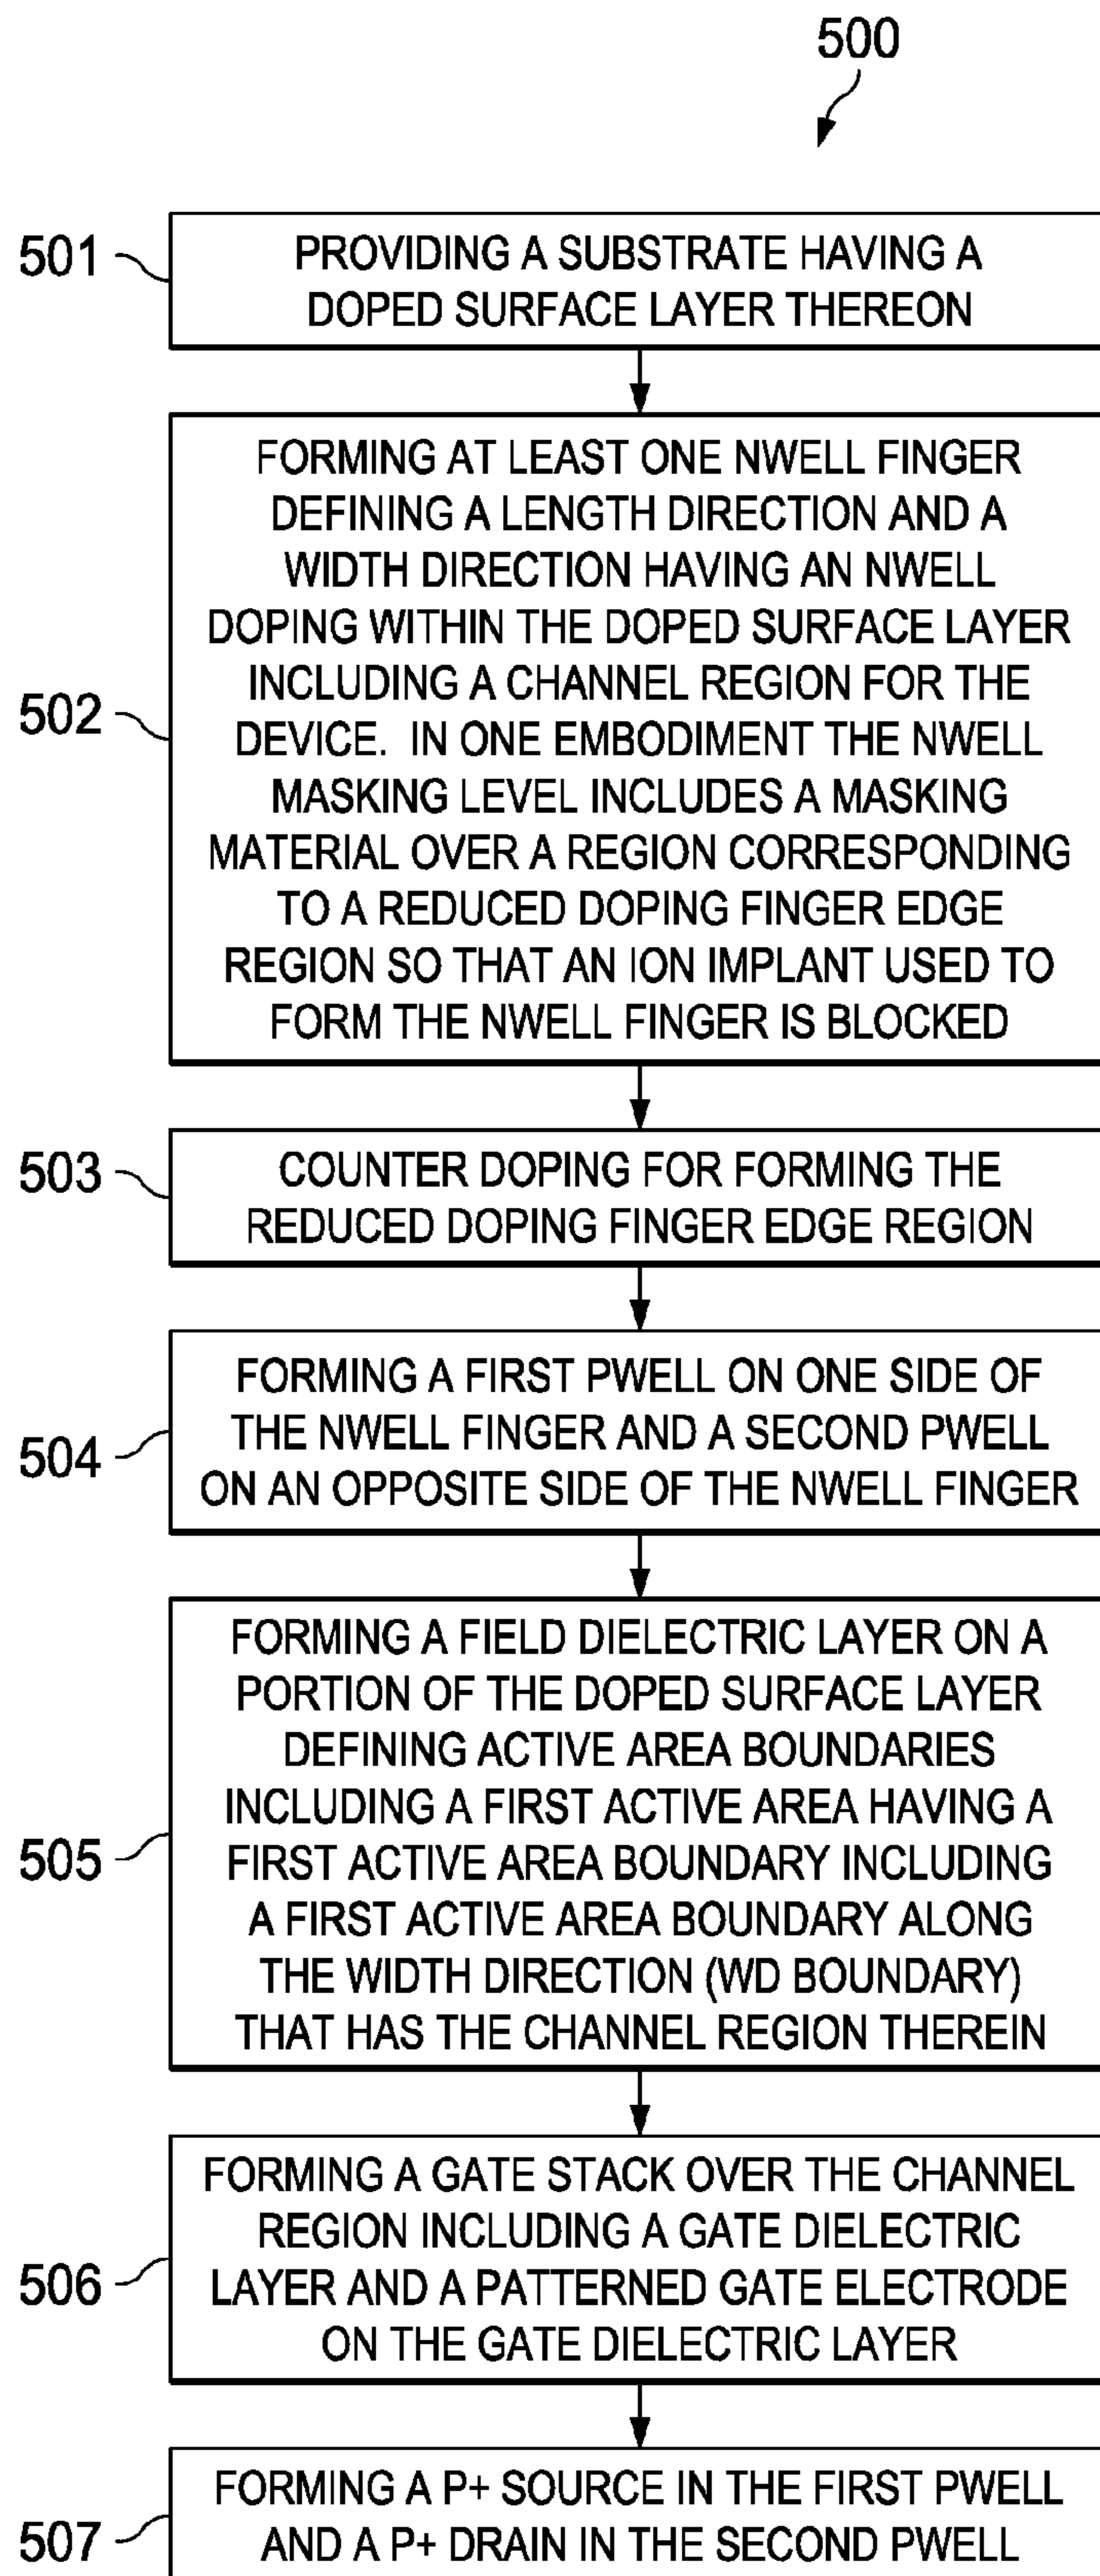 500
501
PROVIDING A SUBSTRATE HAVING A
DOPED SURFACE LAYER THEREON
502
FORMING AT LEAST ONE NWELL FINGER
DEFINING A LENGTH DIRECTION AND A
WIDTH DIRECTION HAVING AN NWELL
DOPING WITHIN THE DOPED SURFACE LAYER
INCLUDING A CHANNEL REGION FOR THE
DEVICE. IN ONE EMBODIMENT THE NWELL
MASKING LEVEL INCLUDES A MASKING
MATERIAL OVER A REGION CORRESPONDING
TO A REDUCED DOPING FINGER EDGE
REGION SO THAT AN ION IMPLANT USED TO
FORM THE NWELL FINGER IS BLOCKED
503
COUNTER DOPING FOR FORMING THE
REDUCED DOPING FINGER EDGE REGION
504
FORMING A FIRST PWELL ON ONE SIDE OF
THE NWELL FINGER AND A SECOND PWELL
ON AN OPPOSITE SIDE OF THE NWELL FINGER
505
FORMING A FIELD DIELECTRIC LAYER ON A
PORTION OF THE DOPED SURFACE LAYER
DEFINING ACTIVE AREA BOUNDARIES
INCLUDING A FIRST ACTIVE AREA HAVING A
FIRST ACTIVE AREA BOUNDARY INCLUDING
A FIRST ACTIVE AREA BOUNDARY ALONG
THE WIDTH DIRECTION (WD BOUNDARY)
THAT HAS THE CHANNEL REGION THEREIN
506
FORMING A GATE STACK OVER THE CHANNEL
REGION INCLUDING A GATE DIELECTRIC
LAYER AND A PATTERNED GATE ELECTRODE
ON THE GATE DIELECTRIC LAYER
507
FORMING A P+ SOURCE IN THE FIRST PWELL
AND A P+ DRAIN IN THE SECOND PWELL